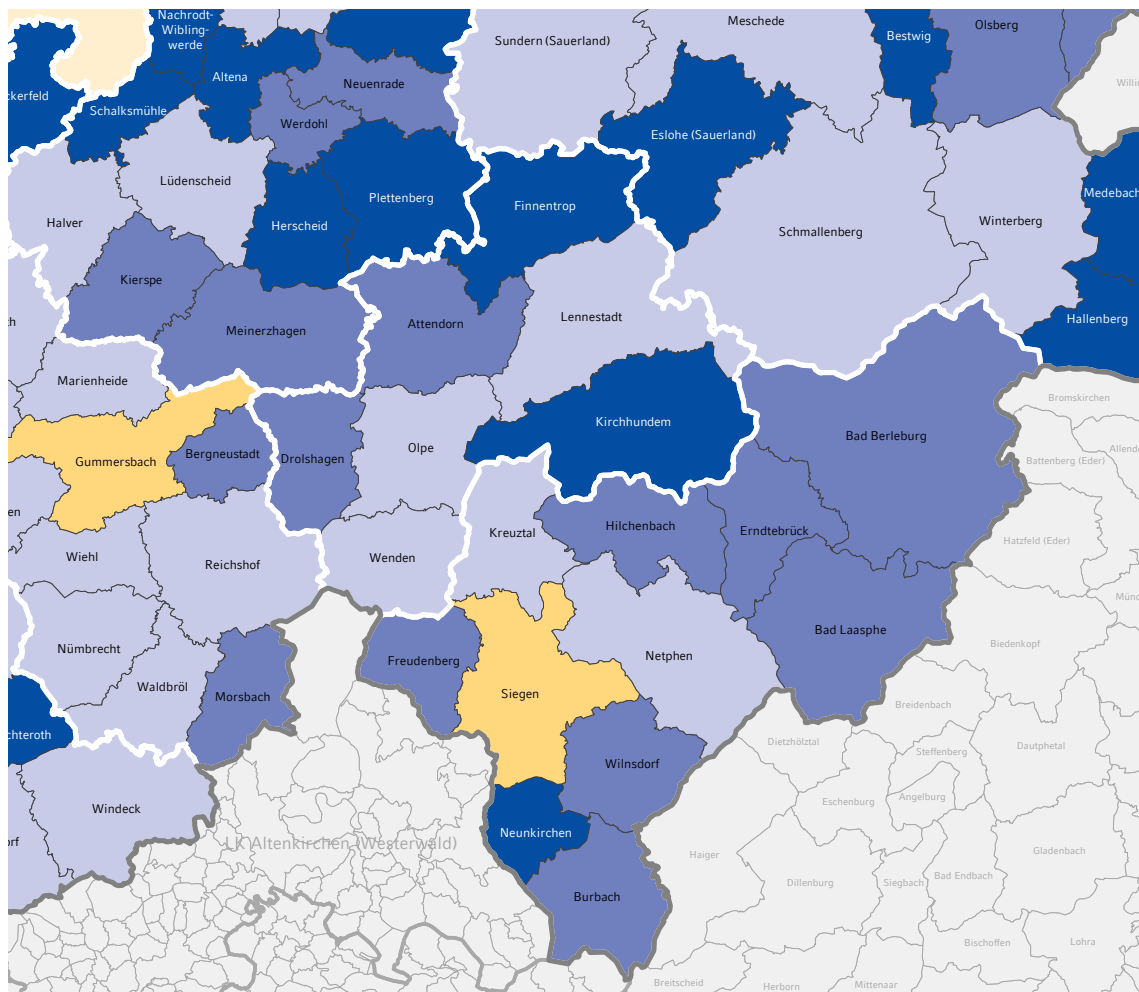 Nachrodt-
Wibling-
werde
Sundern (Sauerland)
Meschede
Bestwig
Olsberg
Altena
Neuenrade
ckerfeld
Schalksmühle
Werdohl
Eslohe (Sauerland)
Lüdenscheid
Plettenberg
Finnentrop
Medebach
Halver
Herscheid
Schmallenberg
Winterberg
Kierspe
Meinerzhagen
Attendorn
Lennestadt
Hallenberg
Marienheide
Bromskirchen
Kirchhundem
Bad Berleburg
Gummersbach
Bergneustadt
Drolshagen
Olpe
Battenberg (Eder)
en
Kreuztal
Hilchenbach
Erndtebrück
Hatzfeld (Eder)
Wiehl
Reichshof
Wenden
Nümbrecht
Freudenberg
Netphen
Bad Laasphe
Biedenkopf
Waldbröl
Morsbach
Siegen
Breidenbach
chteroth
Dietzhölztal
Steffenberg
Dautphetal
Wilnsdorf
Windeck
Eschenburg
Angelburg
Neunkirchen
LK Altenkirchen (Westerwald)
orf
Haiger
Gladenbach
Dillenburg
Siegbach
Bad Endbach
Burbach
Bischoffen
Lohra
Breitscheid
Herborn
Mittenaar